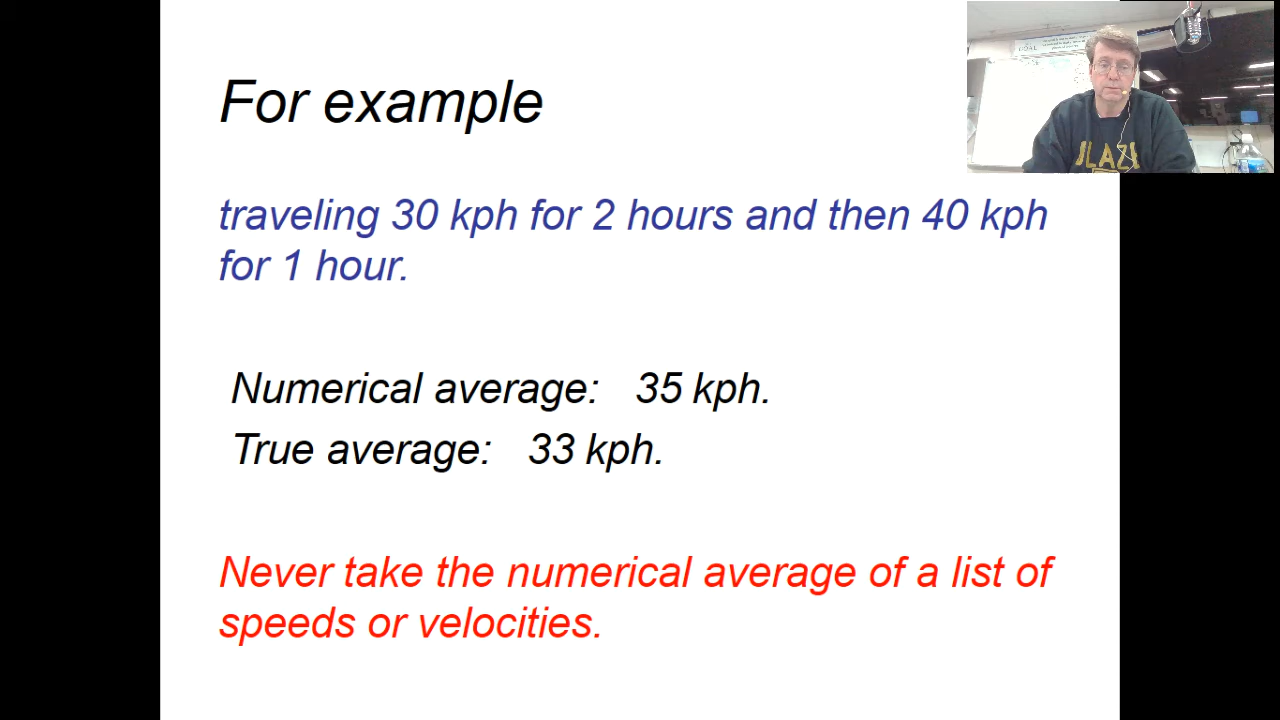 For example
traveling 30 kph for 2 hours and then 40 kph
for 1 hour.
Numerical average: 35 kph.
True average: 33 kph.
Never take the numerical average of a list of
speeds or velocities.